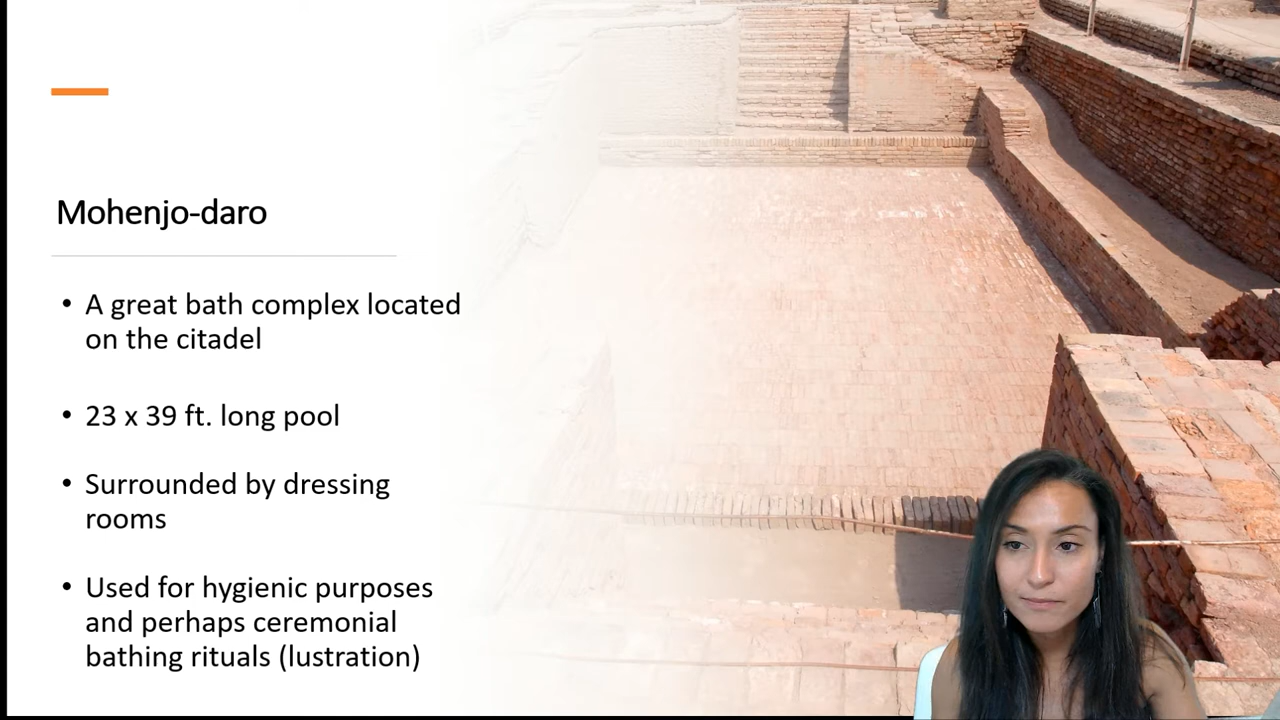 Mohenjo-daro
• A great bath complex located
on the citadel
• 23 x 39 ft. long pool
• Surrounded by dressing
rooms
• Used for hygienic purposes
and perhaps ceremonial
bathing rituals (lustration)